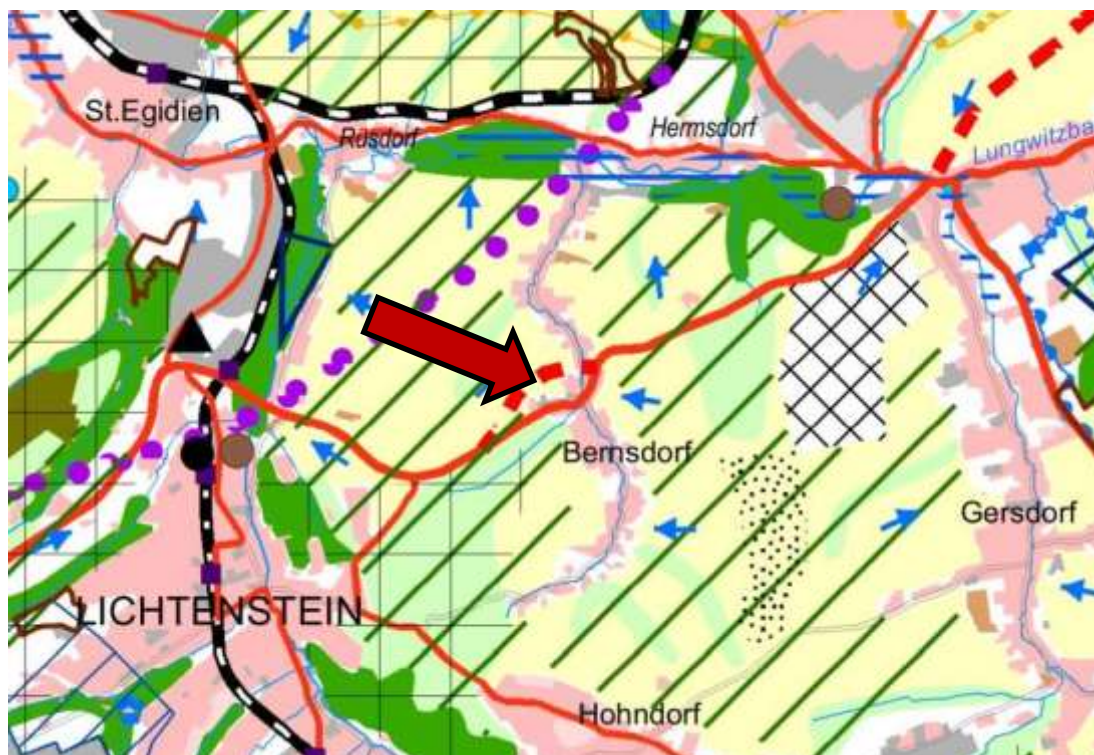 St.Egidien
Rüsdorf
Hermsdorf
Lungwitzba
Bernsdorf
Gersdorf
LICHTENSTEIN
Hohndorf